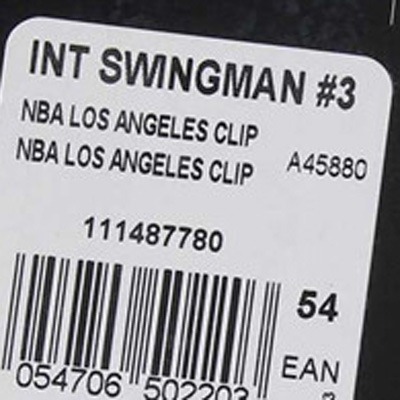 INT SWINGMAN #3
NBA LOS ANGELES CLIP
NBA LOS ANGELES CLIP A45880
111487780
54
EAN
054706 502203